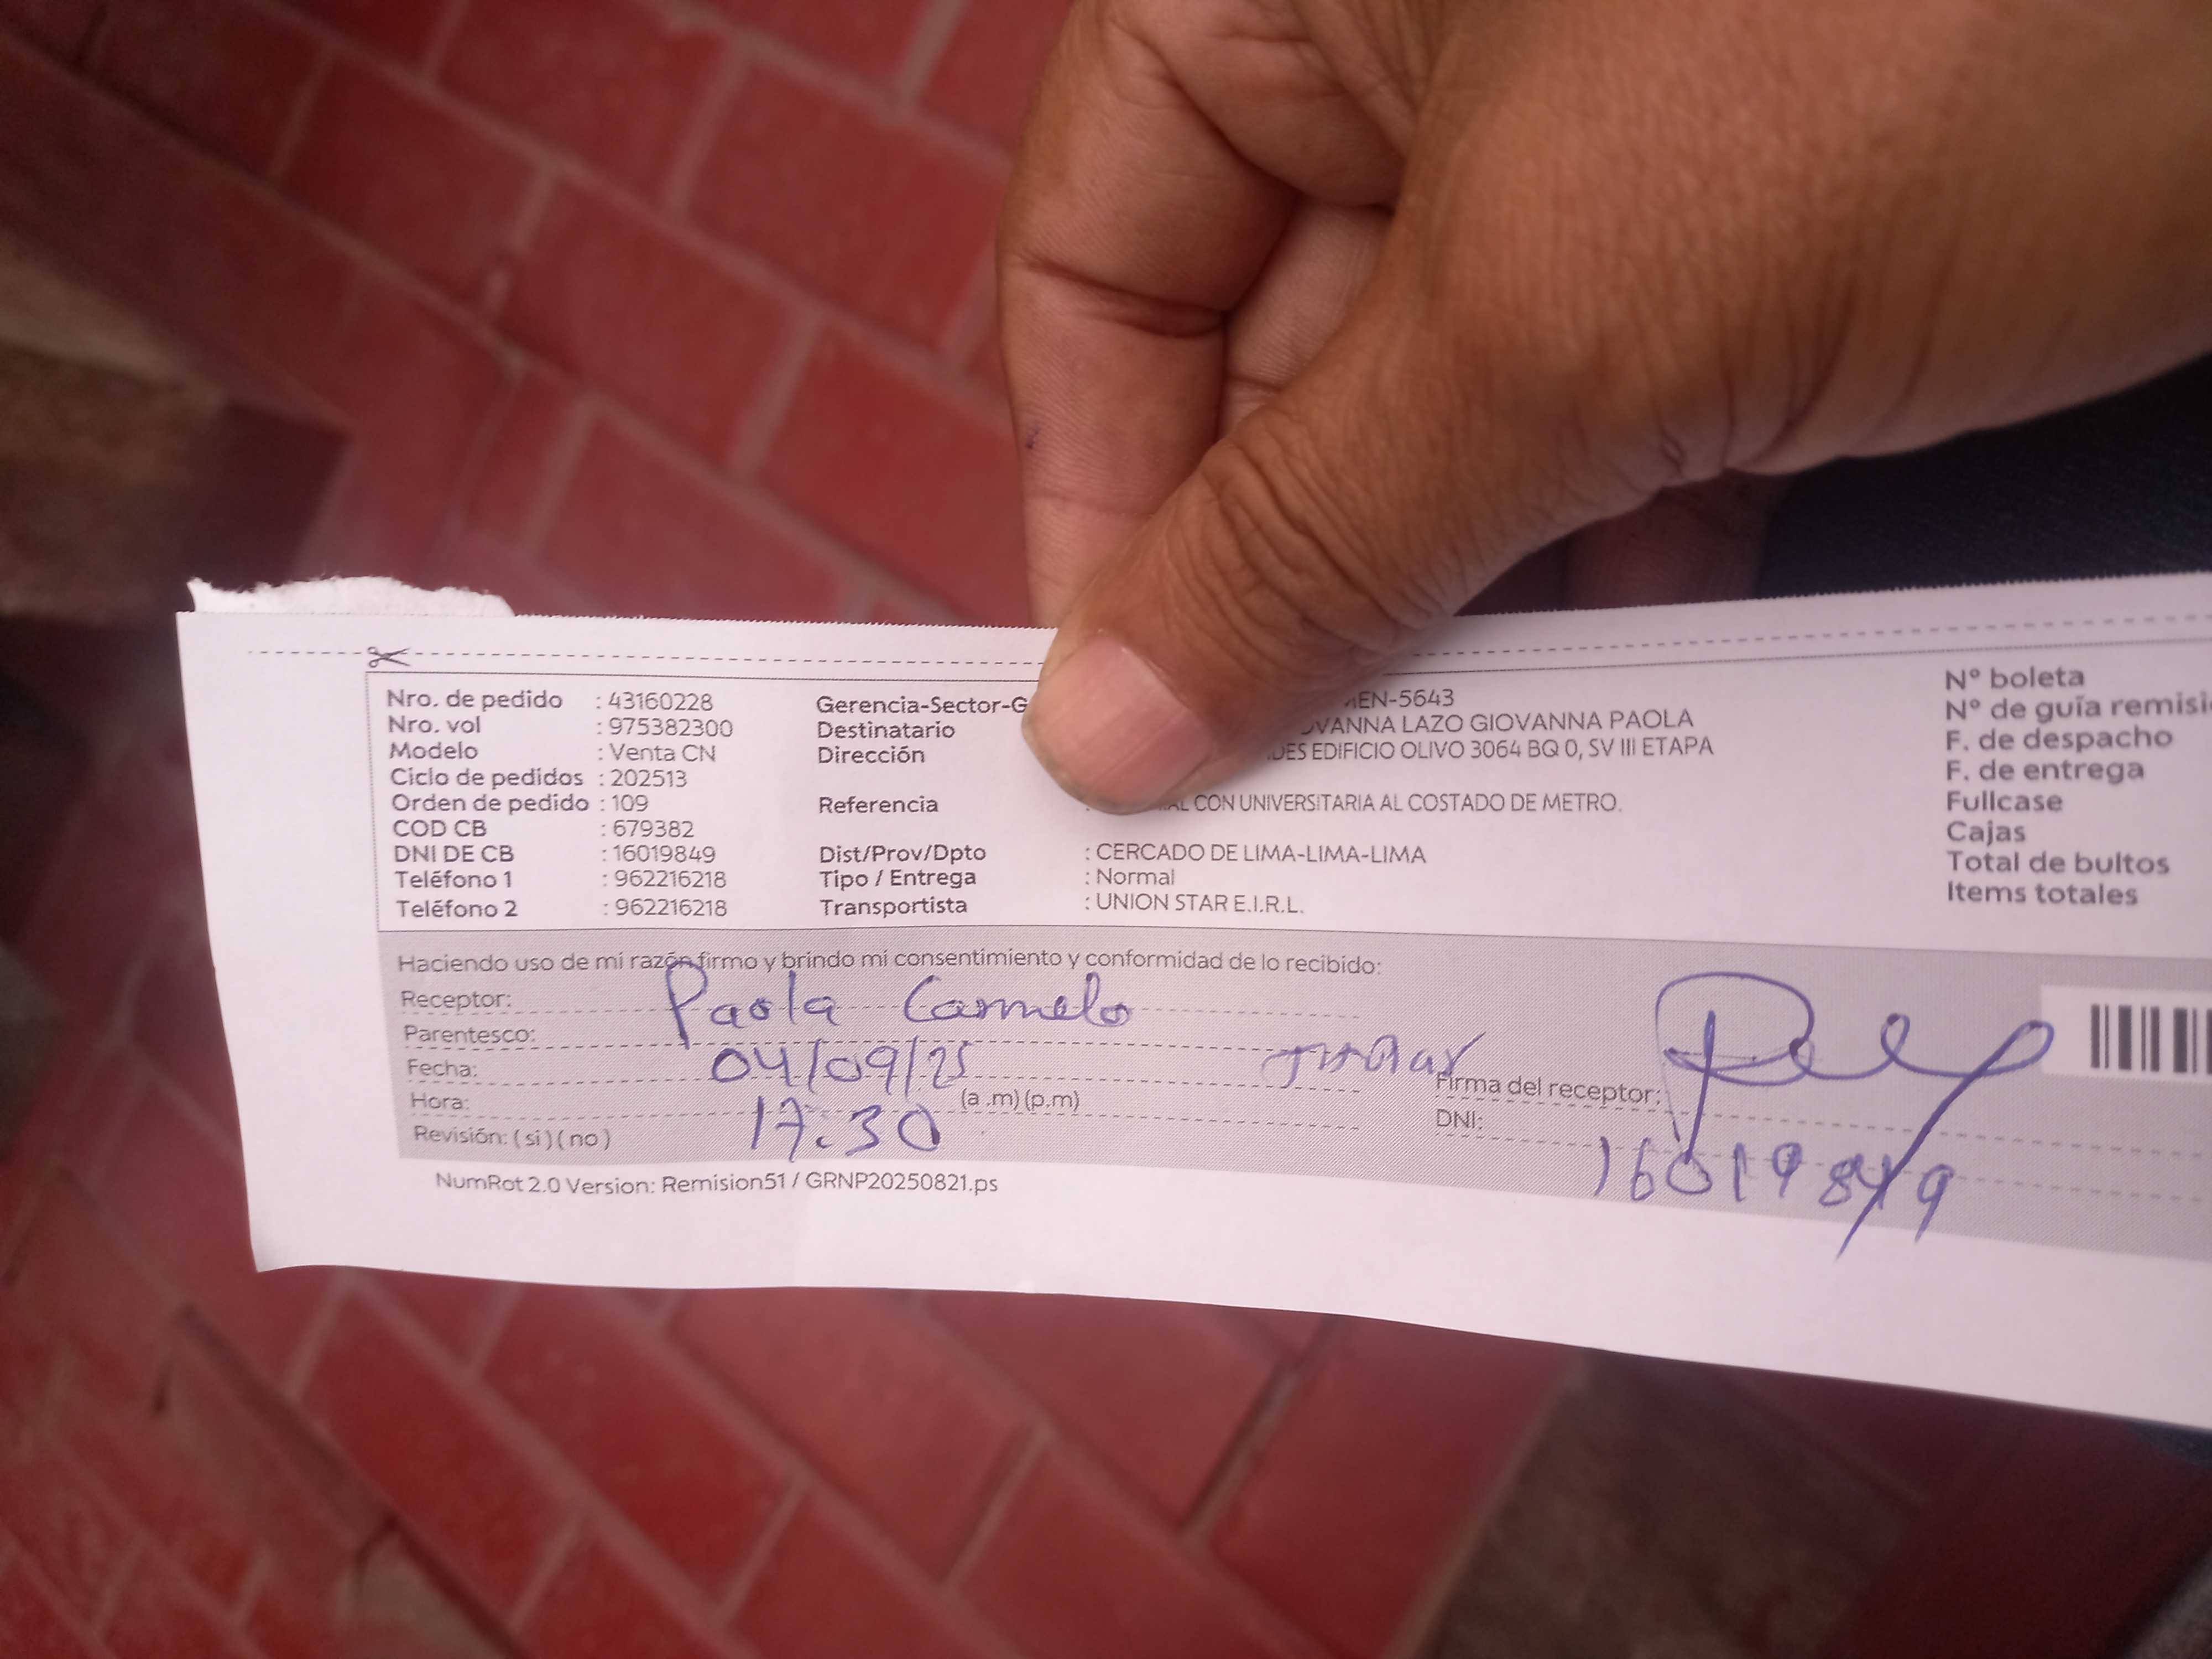 Nro. de pedido : 43160228
Nro. vol : 975382300
Modelo : Venta CN
Ciclo de pedidos : 202513
Orden de pedido : 109
COD CB : 679382
DNI DE CB : 16019849
Teléfono 1 : 962216218
Teléfono 2 : 962216218
Gerencia-Sector-G MEN-5643
Destinatario LAZO GIOVANNA PAOLA
Dirección EDIFICIO OLIVO 3064 BQ 0, SV III ETAPA
Referencia : CON UNIVERSITARIA AL COSTADO DE METRO.
Dist/Prov/Dpto : CERCADO DE LIMA-LIMA-LIMA
Tipo / Entrega : Normal
Transportista : UNION STAR E.I.R.L.
Nº boleta
Nº de guía remisi
F. de despacho
F. de entrega
Fullcase
Cajas
Total de bultos
Items totales
Haciendo uso de mi razón firmo y brindo mi consentimiento y conformidad de lo recibido:
Receptor: Paola Carmelo
Parentesco:
Fecha: 04/09/25
Hora: 17:30 (a .m) (p.m)
Revisión: ( si ) ( no )
Firma del receptor:
DNI: 16019849
NumRot 2.0 Version: Remision51 / GRNP20250821.ps